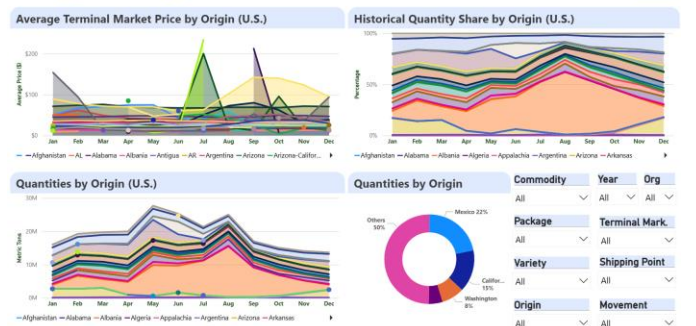 Average Terminal Market Price by Origin (U.S.)
Average Price ($)
$200
$100
$0
Jan Feb Mar Apr May Jun Jul Aug Sep Oct Nov Dec
Afghanistan AL Alabama Albania Antigua AR Argentina Arizona Arizona-Califor...
Historical Quantity Share by Origin (U.S.)
Percentage
100%
50%
0%
Jan Feb Mar Apr May Jun Jul Aug Sep Oct Nov Dec
Afghanistan Alabama Albania Algeria Appalachia Argentina Arizona Arkansas
Quantities by Origin (U.S.)
Metric Tons
30M
20M
10M
0M
Jan Feb Mar Apr May Jun Jul Aug Sep Oct Nov Dec
Afghanistan Alabama Albania Algeria Appalachia Argentina Arizona Arkansas
Quantities by Origin
Others
50%
Mexico 22%
Califor...
15%
Washington
8%
Commodity Year Org
All All All
Package Terminal Mark.
All All
Variety Shipping Point
All All
Origin Movement
All All